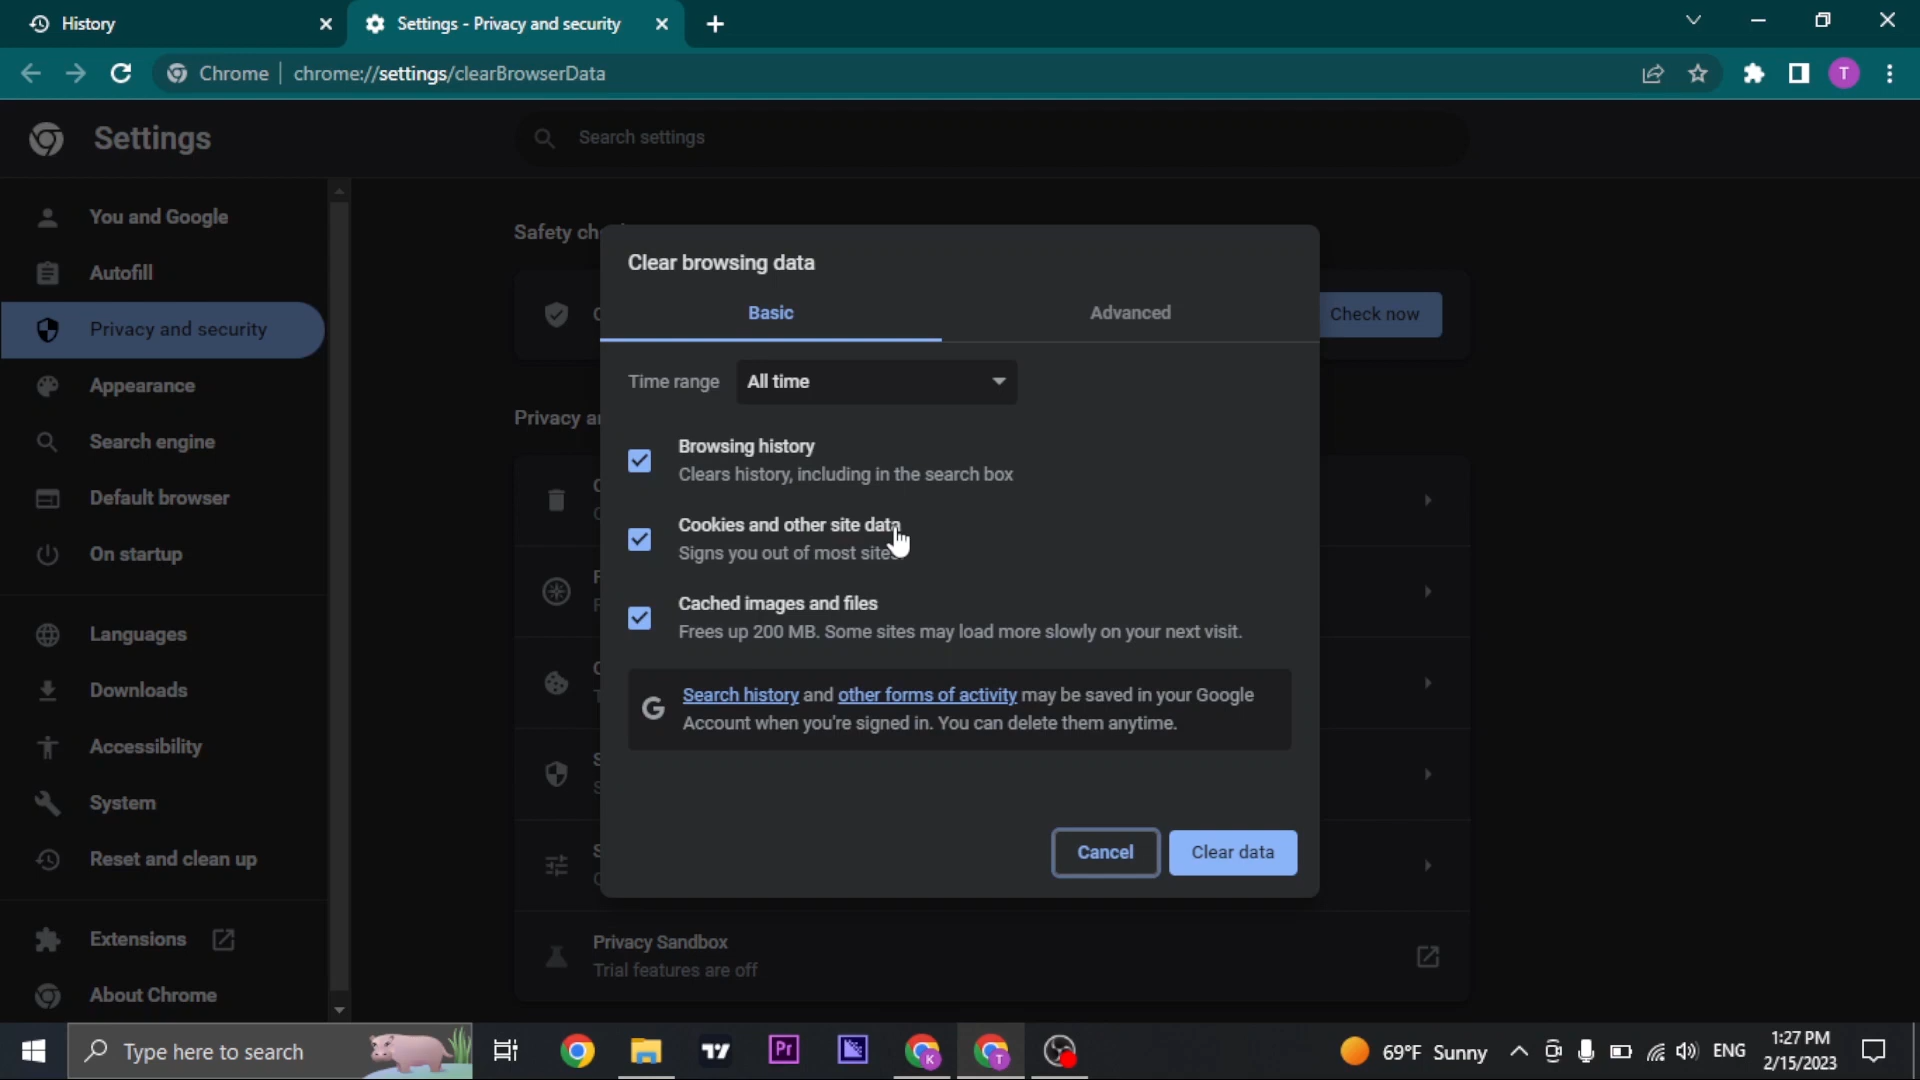 History
Settings - Privacy and security
Chrome
chrome://settings/clearBrowserData
T
Settings
Search settings
You and Google
Autofill
Privacy and security
Appearance
Search engine
Default browser
On startup
Languages
Downloads
Accessibility
System
Reset and clean up
Extensions
About Chrome
Check now
Clear browsing data
Basic
Advanced
Time range
All time
Browsing history
Clears history, including in the search box
Cookies and other site data
Signs you out of most sites
Cached images and files
Frees up 200 MB. Some sites may load more slowly on your next visit.
Search history and other forms of activity may be saved in your Google
Account when you're signed in. You can delete them anytime.
Cancel
Clear data
Privacy Sandbox
Trial features are off
Type here to search
Pr
K
T
69°F Sunny
ENG
1:27 PM
2/15/2023